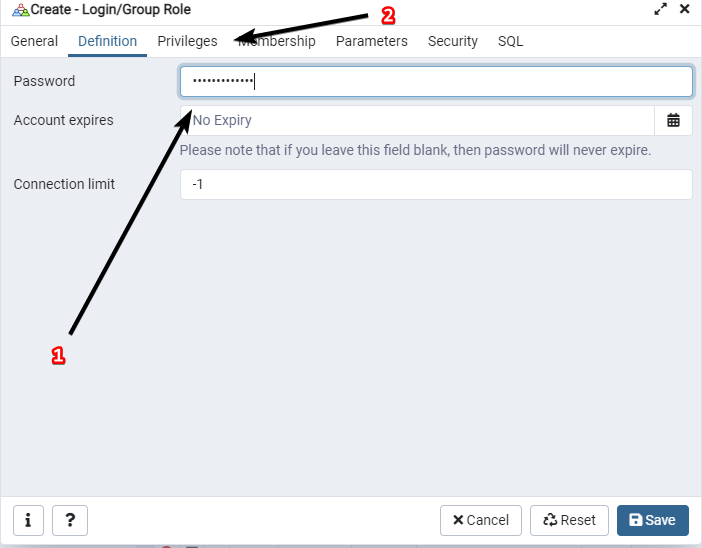 Create - Login/Group Role
2
General Definition Privileges Membership Parameters Security SQL
Password •••••••••••••
Account expires No Expiry
Please note that if you leave this field blank, then password will never expire.
Connection limit -1
1
i ? Cancel Reset Save